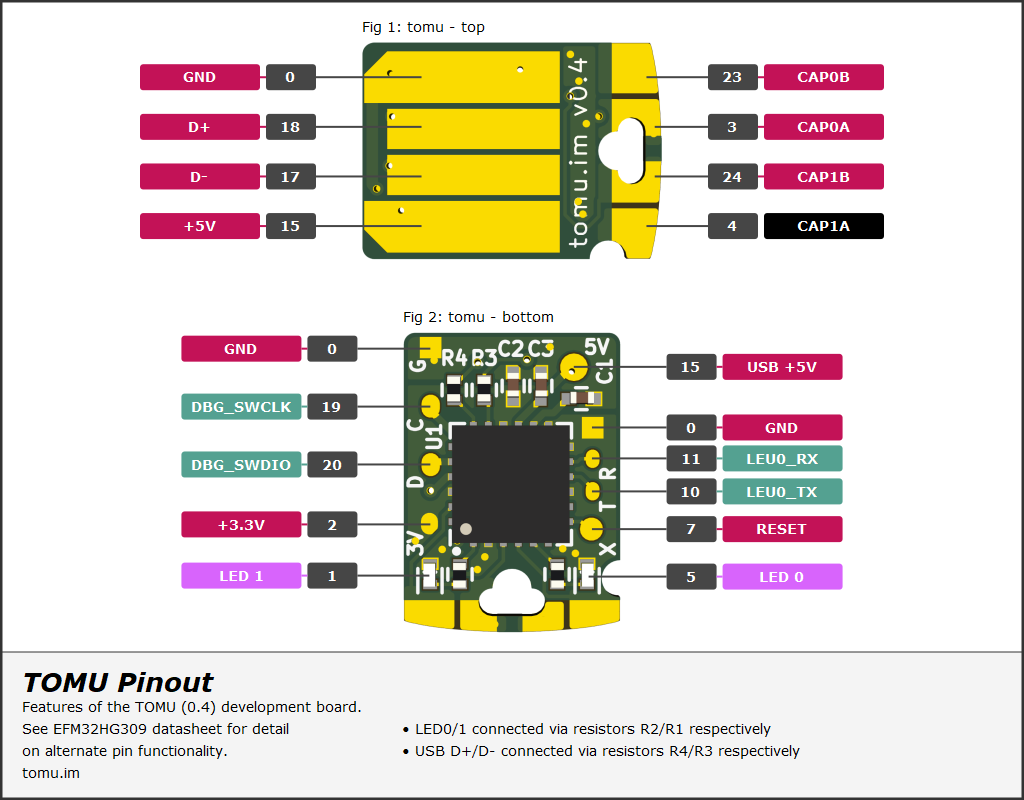 Fig 1: tomu - top
GND 0
23 CAP0B
D+ 18
3 CAP0A
D- 17
24 CAP1B
+5V 15
4 CAP1A
tomu.im v0.4
Fig 2: tomu - bottom
GND 0
G R4 R3 C2 C3 5V
C1
15 USB +5V
DBG_SWCLK 19
C U1
0 GND
11 LEU0_RX
R
DBG_SWDIO 20
D
10 LEU0_TX
T
+3.3V 2
3V
7 RESET
X
LED 1 1
5 LED 0
TOMU Pinout
Features of the TOMU (0.4) development board.
See EFM32HG309 datasheet for detail
on alternate pin functionality.
tomu.im
• LED0/1 connected via resistors R2/R1 respectively
• USB D+/D- connected via resistors R4/R3 respectively